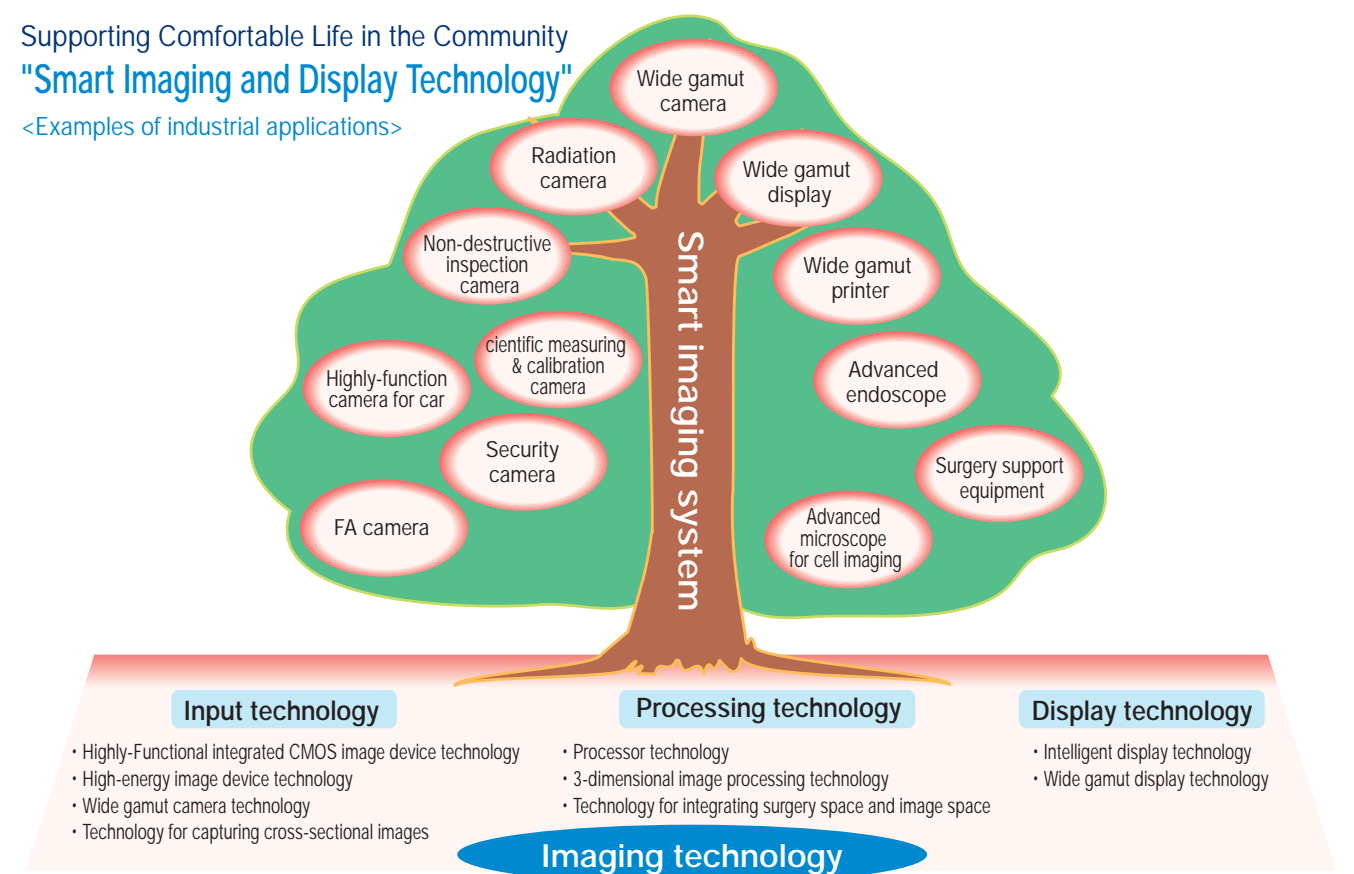 Supporting Comfortable Life in the Community
"Smart Imaging and Display Technology"
<Examples of industrial applications>
Wide gamut
camera
Radiation
camera
Wide gamut
display
Non-destructive
inspection
camera
Wide gamut
printer
cientific measuring
& calibration
camera
Highly-function
camera for car
Advanced
endoscope
Security
camera
Surgery support
equipment
FA camera
Advanced
microscope
for cell imaging
Smart imaging system
Input technology
・Highly-Functional integrated CMOS image device technology
・High-energy image device technology
・Wide gamut camera technology
・Technology for capturing cross-sectional images
Processing technology
・Processor technology
・3-dimensional image processing technology
・Technology for integrating surgery space and image space
Display technology
・Intelligent display technology
・Wide gamut display technology
Imaging technology